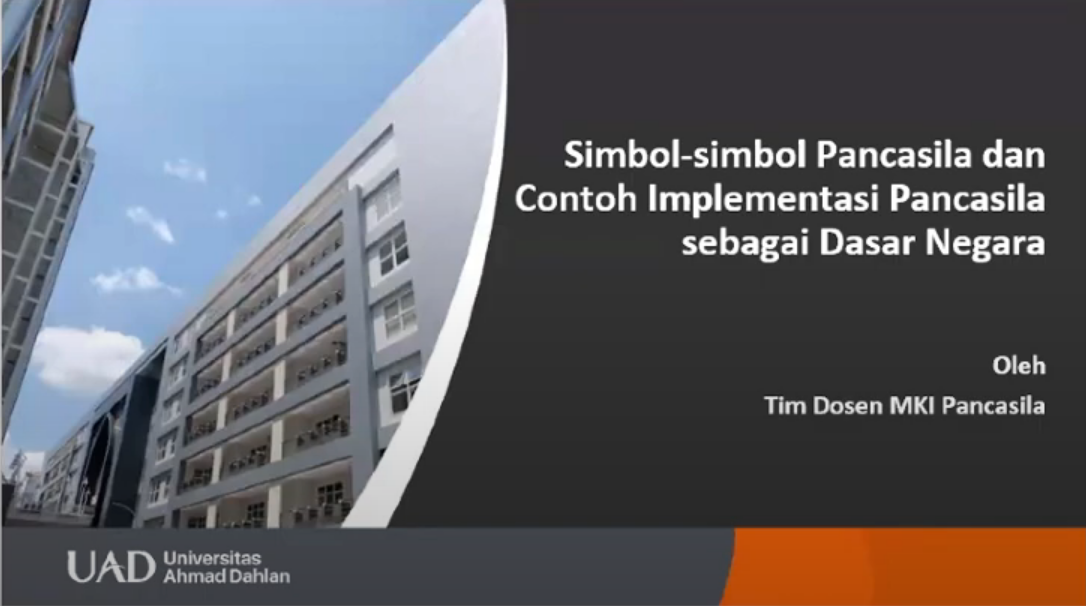 Simbol-simbol Pancasila dan
Contoh Implementasi Pancasila
sebagai Dasar Negara
Oleh
Tim Dosen MKI Pancasila
UAD Universitas
Ahmad Dahlan